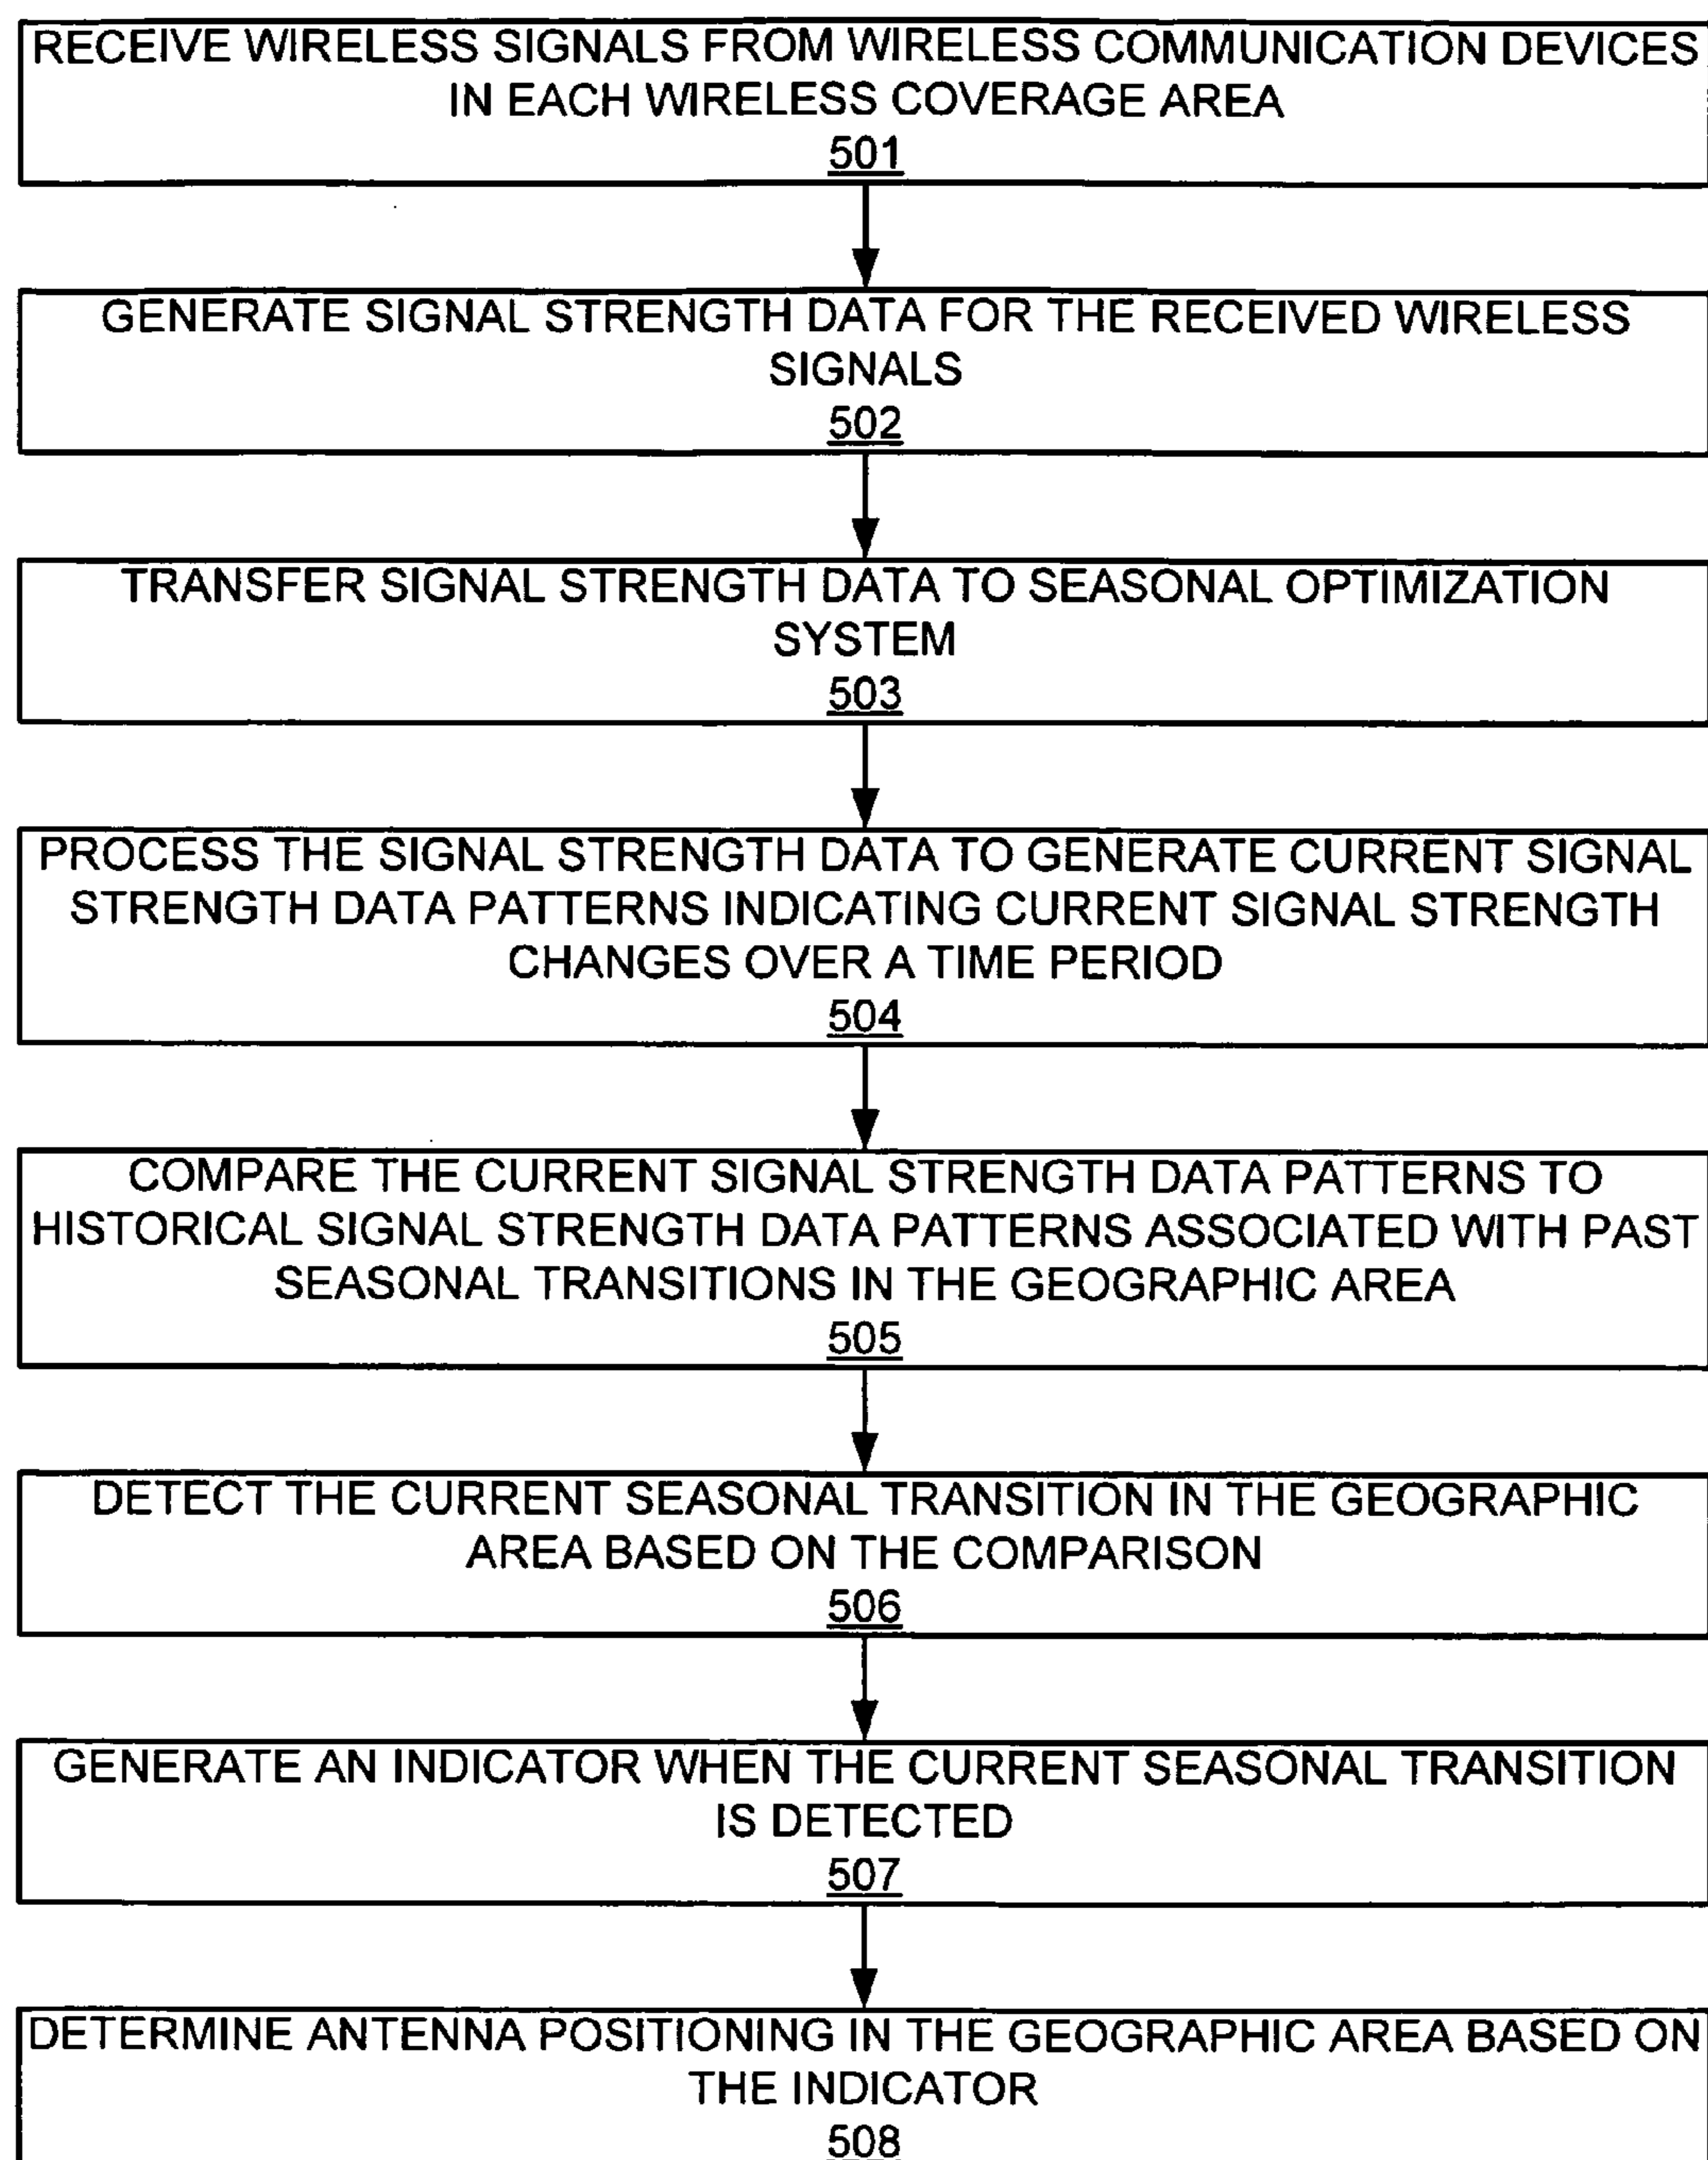 RECEIVE WIRELESS SIGNALS FROM WIRELESS COMMUNICATION DEVICES
IN EACH WIRELESS COVERAGE AREA
501
GENERATE SIGNAL STRENGTH DATA FOR THE RECEIVED WIRELESS
SIGNALS
502
TRANSFER SIGNAL STRENGTH DATA TO SEASONAL OPTIMIZATION
SYSTEM
503
PROCESS THE SIGNAL STRENGTH DATA TO GENERATE CURRENT SIGNAL
STRENGTH DATA PATTERNS INDICATING CURRENT SIGNAL STRENGTH
CHANGES OVER A TIME PERIOD
504
COMPARE THE CURRENT SIGNAL STRENGTH DATA PATTERNS TO
HISTORICAL SIGNAL STRENGTH DATA PATTERNS ASSOCIATED WITH PAST
SEASONAL TRANSITIONS IN THE GEOGRAPHIC AREA
505
DETECT THE CURRENT SEASONAL TRANSITION IN THE GEOGRAPHIC
AREA BASED ON THE COMPARISON
506
GENERATE AN INDICATOR WHEN THE CURRENT SEASONAL TRANSITION
IS DETECTED
507
DETERMINE ANTENNA POSITIONING IN THE GEOGRAPHIC AREA BASED ON
THE INDICATOR
508